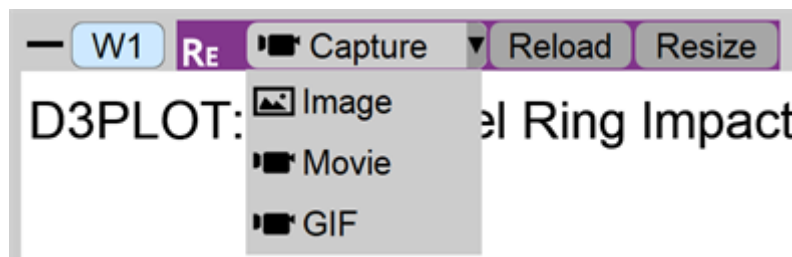 W1 RE Capture Reload Resize
Image
D3PLOT: el Ring Impact
Movie
GIF